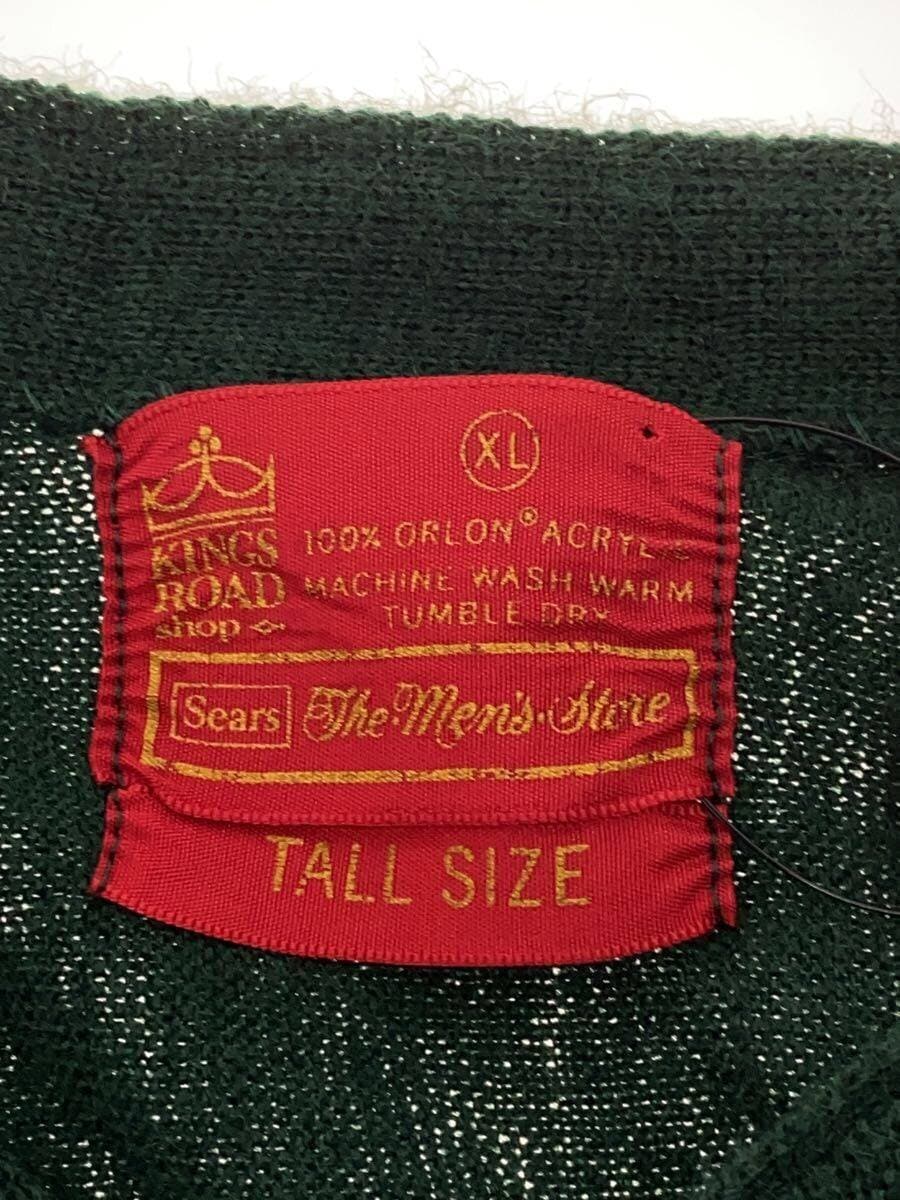 XL
KINGS
ROAD
shop
100% ORLON® ACRYLIC
MACHINE WASH WARM
TUMBLE DRY
Sears The Men's Store
TALL SIZE